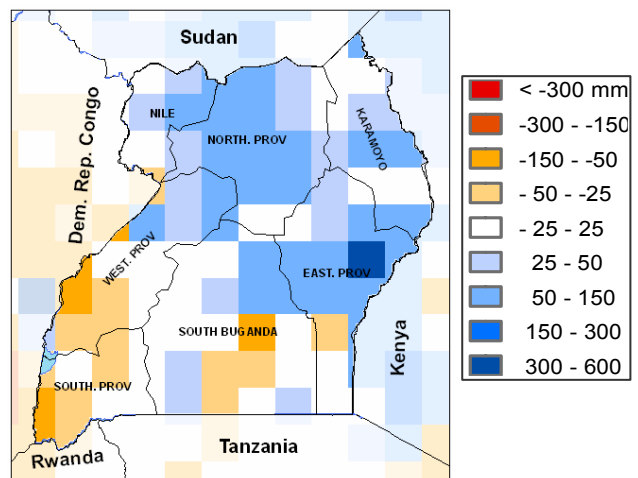 Sudan
Dem. Rep. Congo
NILE
NORTH. PROV
KARAMOYO
WEST. PROV
EAST. PROV
SOUTH BUGANDA
SOUTH. PROV
Kenya
Rwanda
Tanzania
< -300 mm
-300 - -150
-150 - -50
- 50 - -25
- 25 - 25
25 - 50
50 - 150
150 - 300
300 - 600